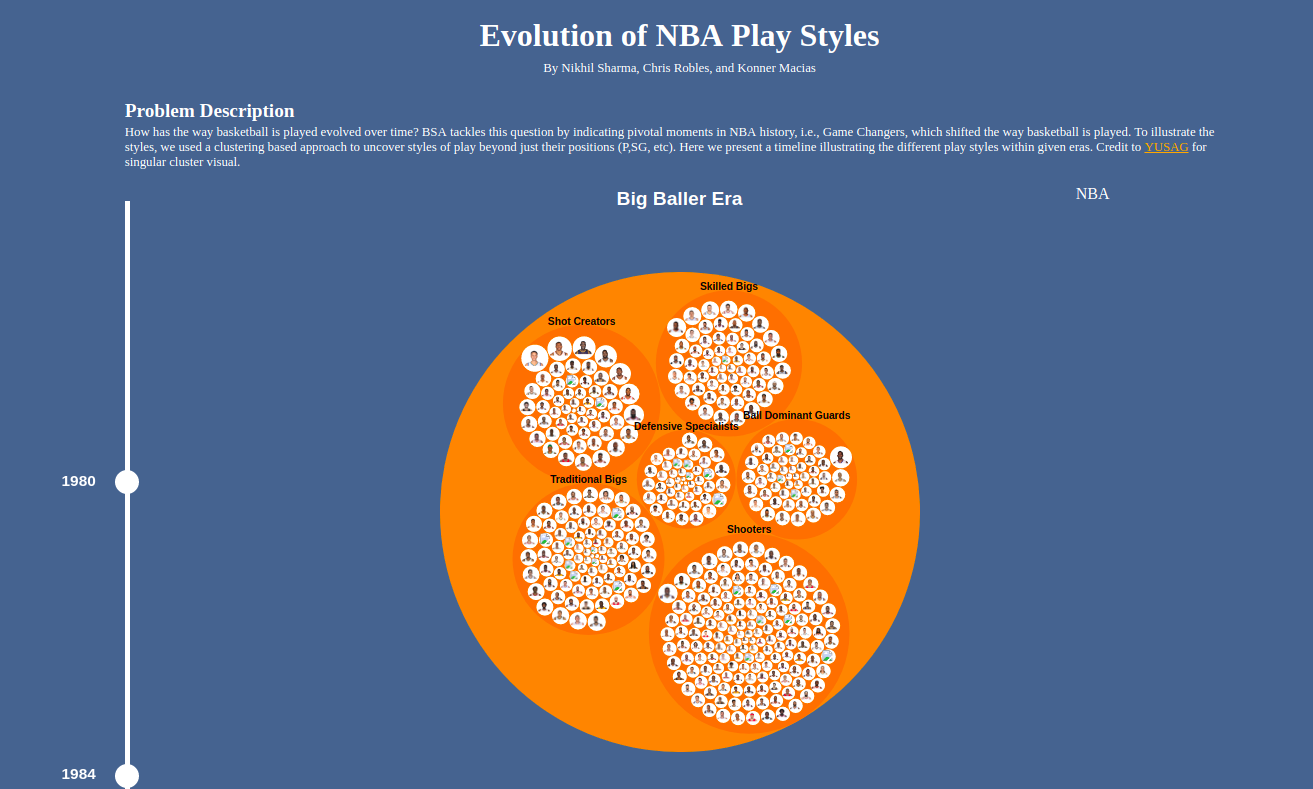 Evolution of NBA Play Styles
By Nikhil Sharma, Chris Robles, and Konner Macias
Problem Description
How has the way basketball is played evolved over time? BSA tackles this question by indicating pivotal moments in NBA history, i.e., Game Changers, which shifted the way basketball is played. To illustrate the
styles, we used a clustering based approach to uncover styles of play beyond just their positions (P,SG, etc). Here we present a timeline illustrating the different play styles within given eras. Credit to YUSAG for
singular cluster visual.
Big Baller Era
NBA
Skilled Bigs
Shot Creators
Ball Dominant Guards
Defensive Specialists
Traditional Bigs
1980
Shooters
1984